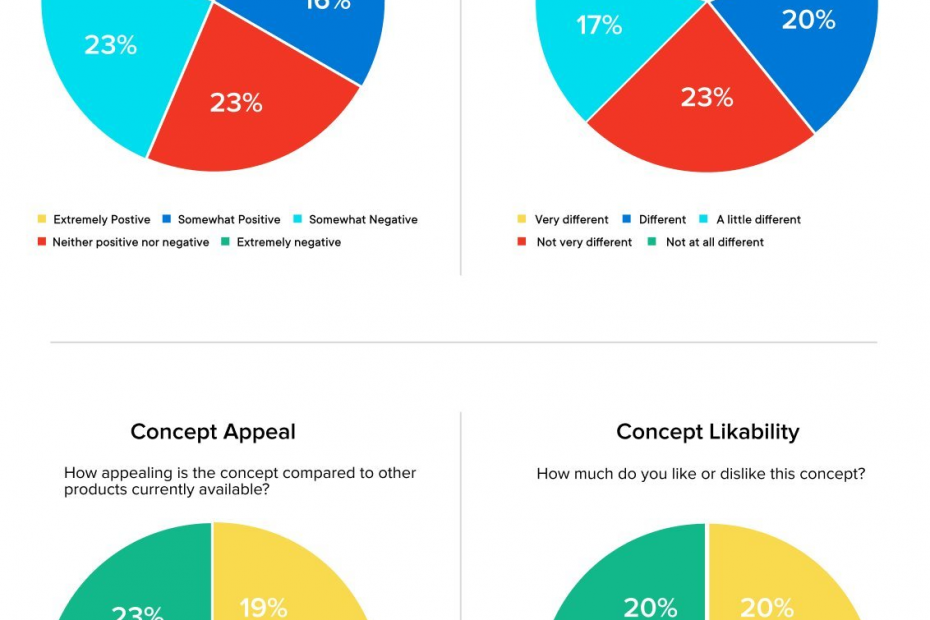 16%
20%
17%
23%
23%
23%
Extremely Postive Somewhat Positive Somewhat Negative
Neither positive nor negative Extremely negative
Very different Different A little different
Not very different Not at all different
Concept Appeal
How appealing is the concept compared to other
products currently available?
Concept Likability
How much do you like or dislike this concept?
23%
19%
20%
20%